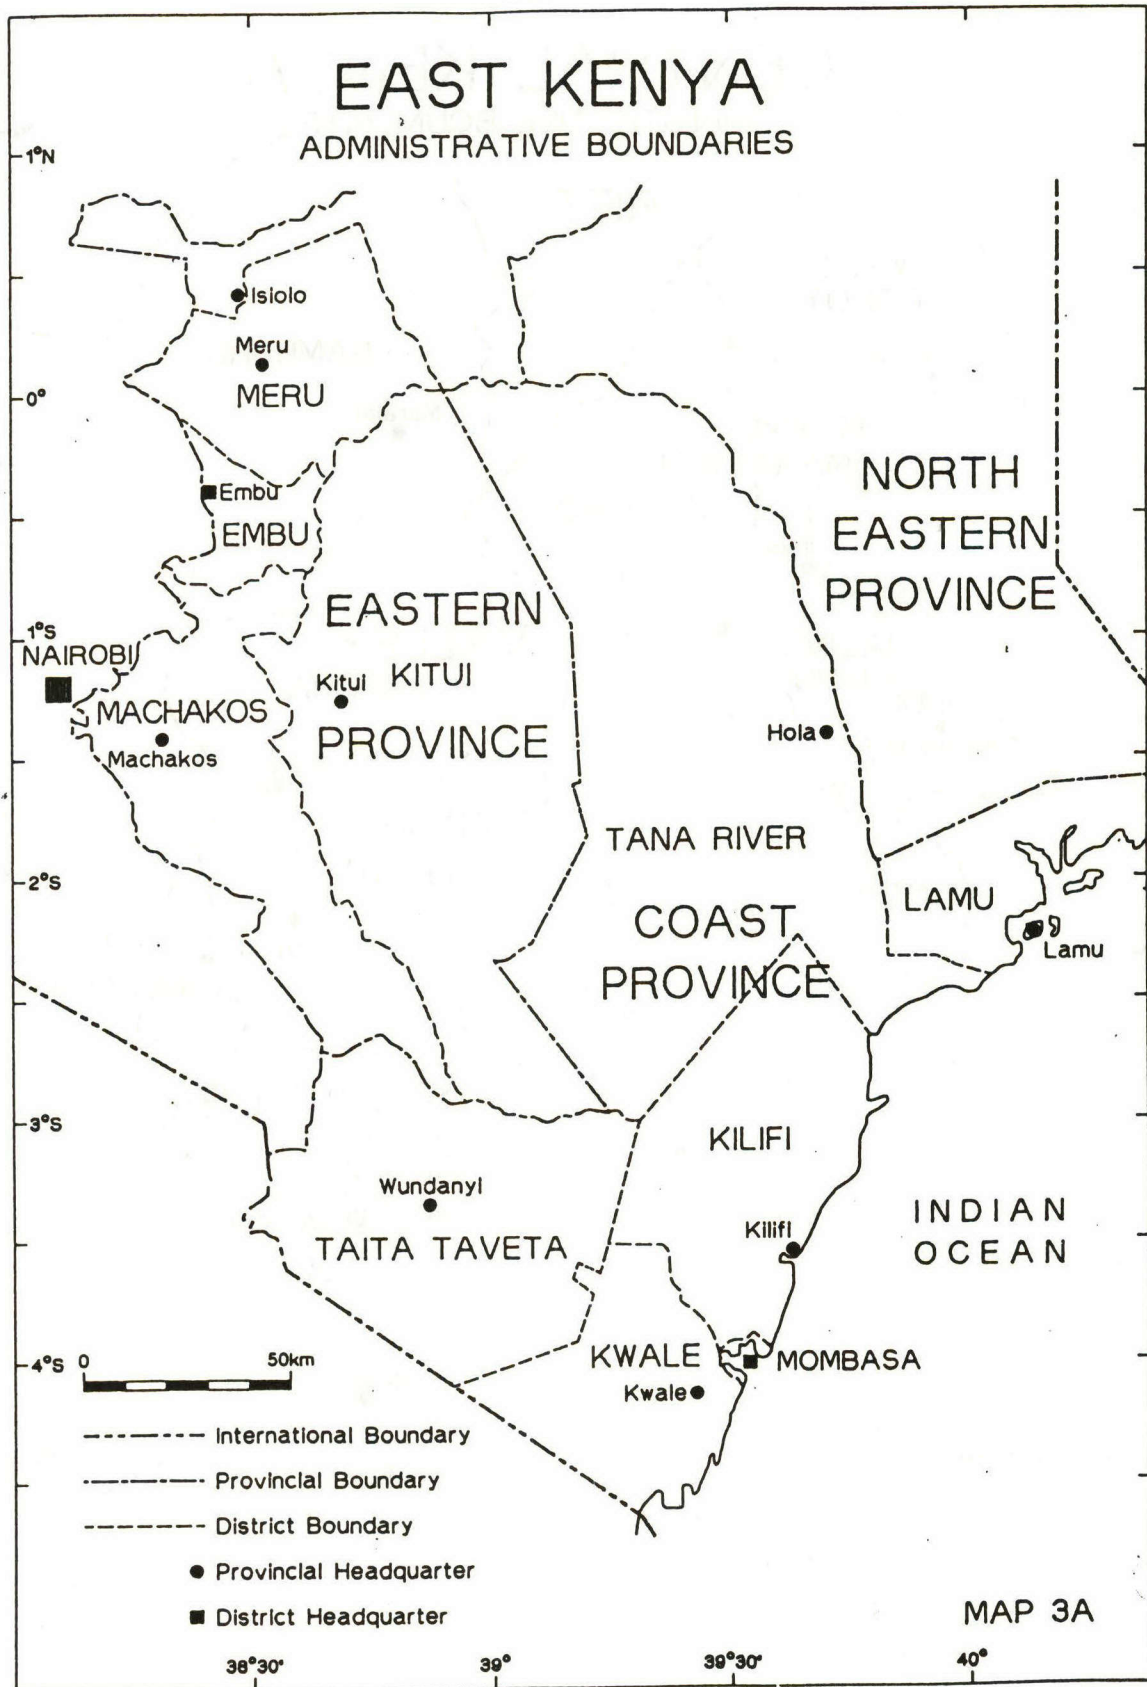 EAST KENYA
ADMINISTRATIVE BOUNDARIES
1°N
Isiolo
Meru
MERU
0°
NORTH
EASTERN
PROVINCE
Embu
EMBU
EASTERN
1°S
NAIROBI
KITUI
Kitui
PROVINCE
MACHAKOS
Machakos
Hola
TANA RIVER
2°S
LAMU
Lamu
COAST
PROVINCE
3°S
KILIFI
Wundanyi
TAITA TAVETA
Kilifi
INDIAN
OCEAN
4°S
0 50km
KWALE
MOMBASA
Kwale
International Boundary
Provincial Boundary
District Boundary
Provincial Headquarter
District Headquarter
MAP 3A
38°30' 39° 39°30' 40°